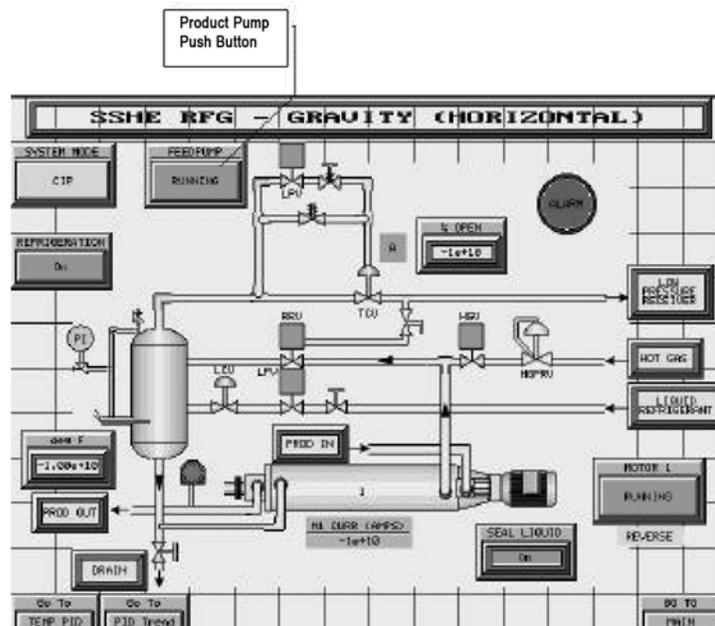 Product Pump
Push Button
SSHE RFG - GRAVITY (HORIZONTAL)
SYSTEM MODE
CIP
FEEDPUMP
RUNNING
LPV
ALARM
REFRIGERATION
On
A
% OPEN
-1e+10
LOW
PRESSURE
RECEIVER
TCV
RRV
HGV
PI
HGPRV
HOT GAS
LCV
LFV
LIQUID
REFRIGERANT
deg F
-1.00e+10
PROD IN
MOTOR 1
RUNNING
1
PROD OUT
M1 CURR (AMPS)
-1e+10
SEAL LIQUID
On
REVERSE
DRAIN
Go To
TEMP PID
Go To
PID Trend
GO TO
MAIN